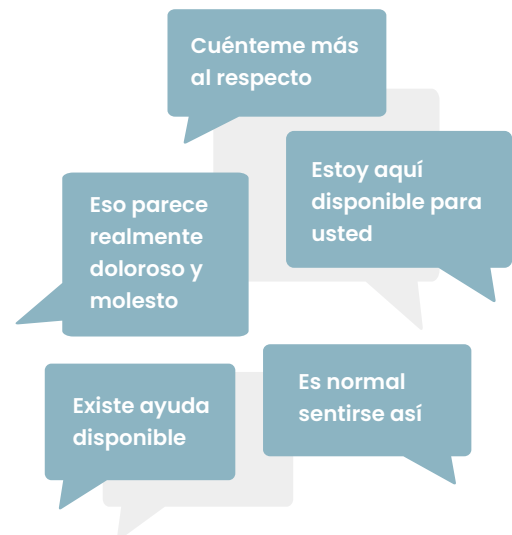 Cuénteme más
al respecto
Estoy aquí
disponible para
usted
Eso parece
realmente
doloroso y
molesto
Es normal
sentirse así
Existe ayuda
disponible